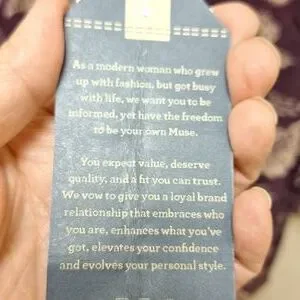 As a modern woman who grew
up with fashion, but got busy
with life, we want you to be
informed, yet have the freedom
to be your own Muse.
You expect value, deserve
quality, and a fit you can trust.
We vow to give you a loyal brand
relationship that embraces who
you are, enhances what you've
got, elevates your confidence
and evolves your personal style.